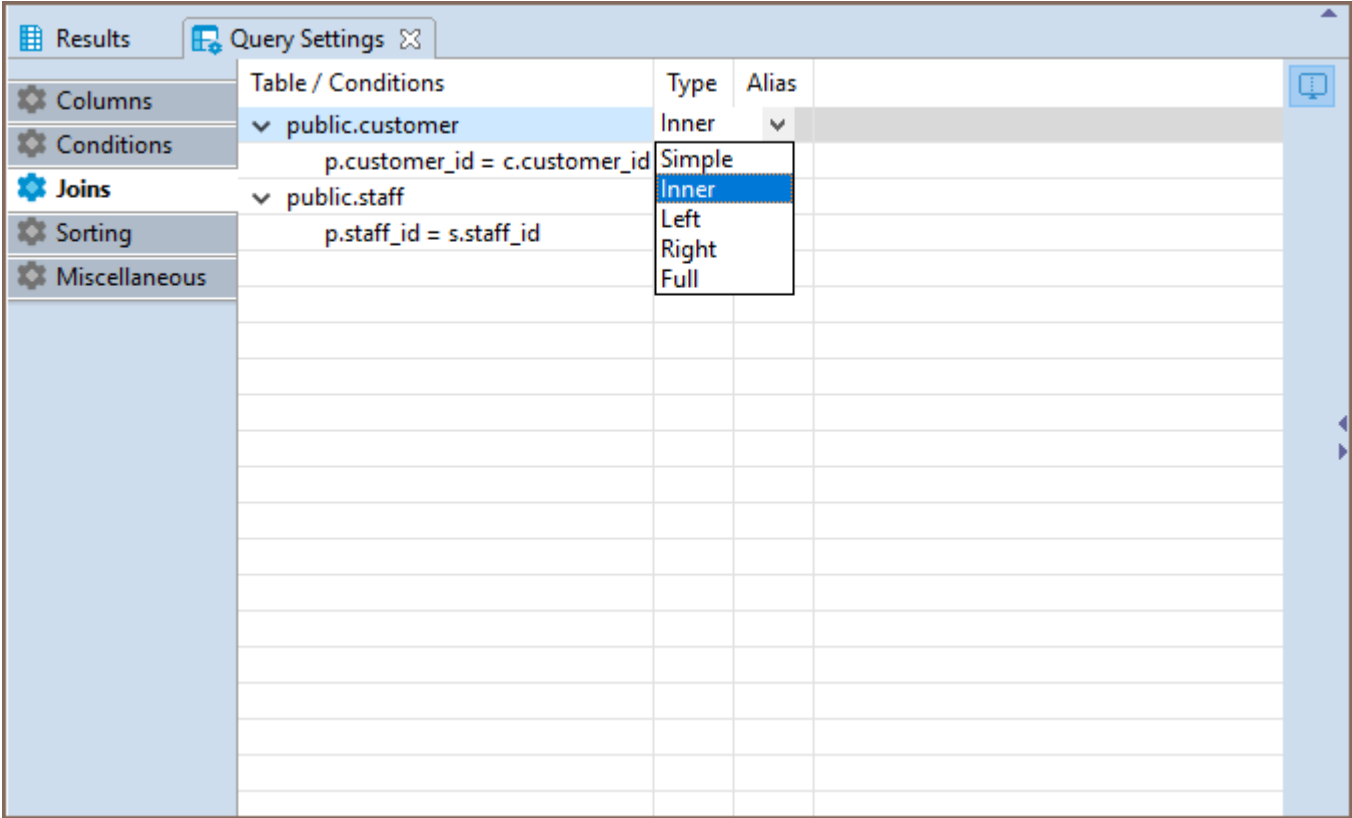 Results
Query Settings
Columns
Conditions
Joins
Sorting
Miscellaneous
Table / Conditions Type Alias
public.customer Inner
p.customer_id = c.customer_id
public.staff
p.staff_id = s.staff_id
Simple
Inner
Left
Right
Full